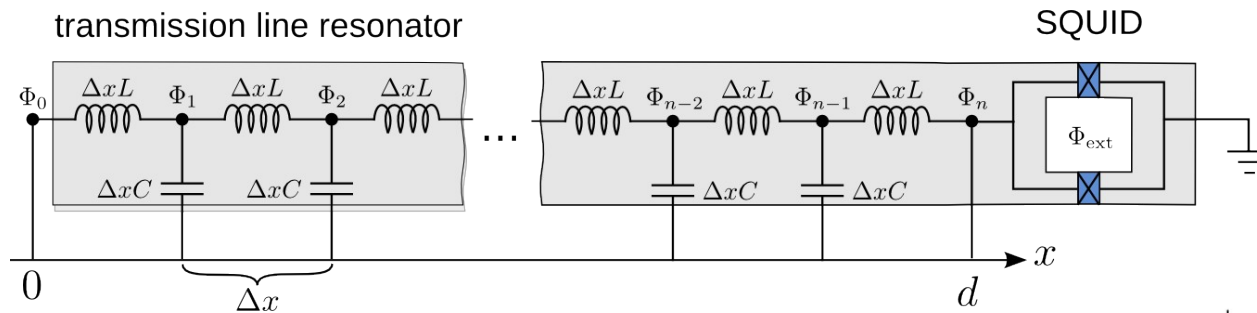 transmission line resonator
SQUID
ΔxL ΔxL ΔxL ΔxL ΔxL ΔxL
Φ₀ Φ₁ Φ₂ Φₙ₋₂ Φₙ₋₁ Φₙ
...
Φₑₓₜ
ΔxC ΔxC ΔxC ΔxC
x
0 d
Δx